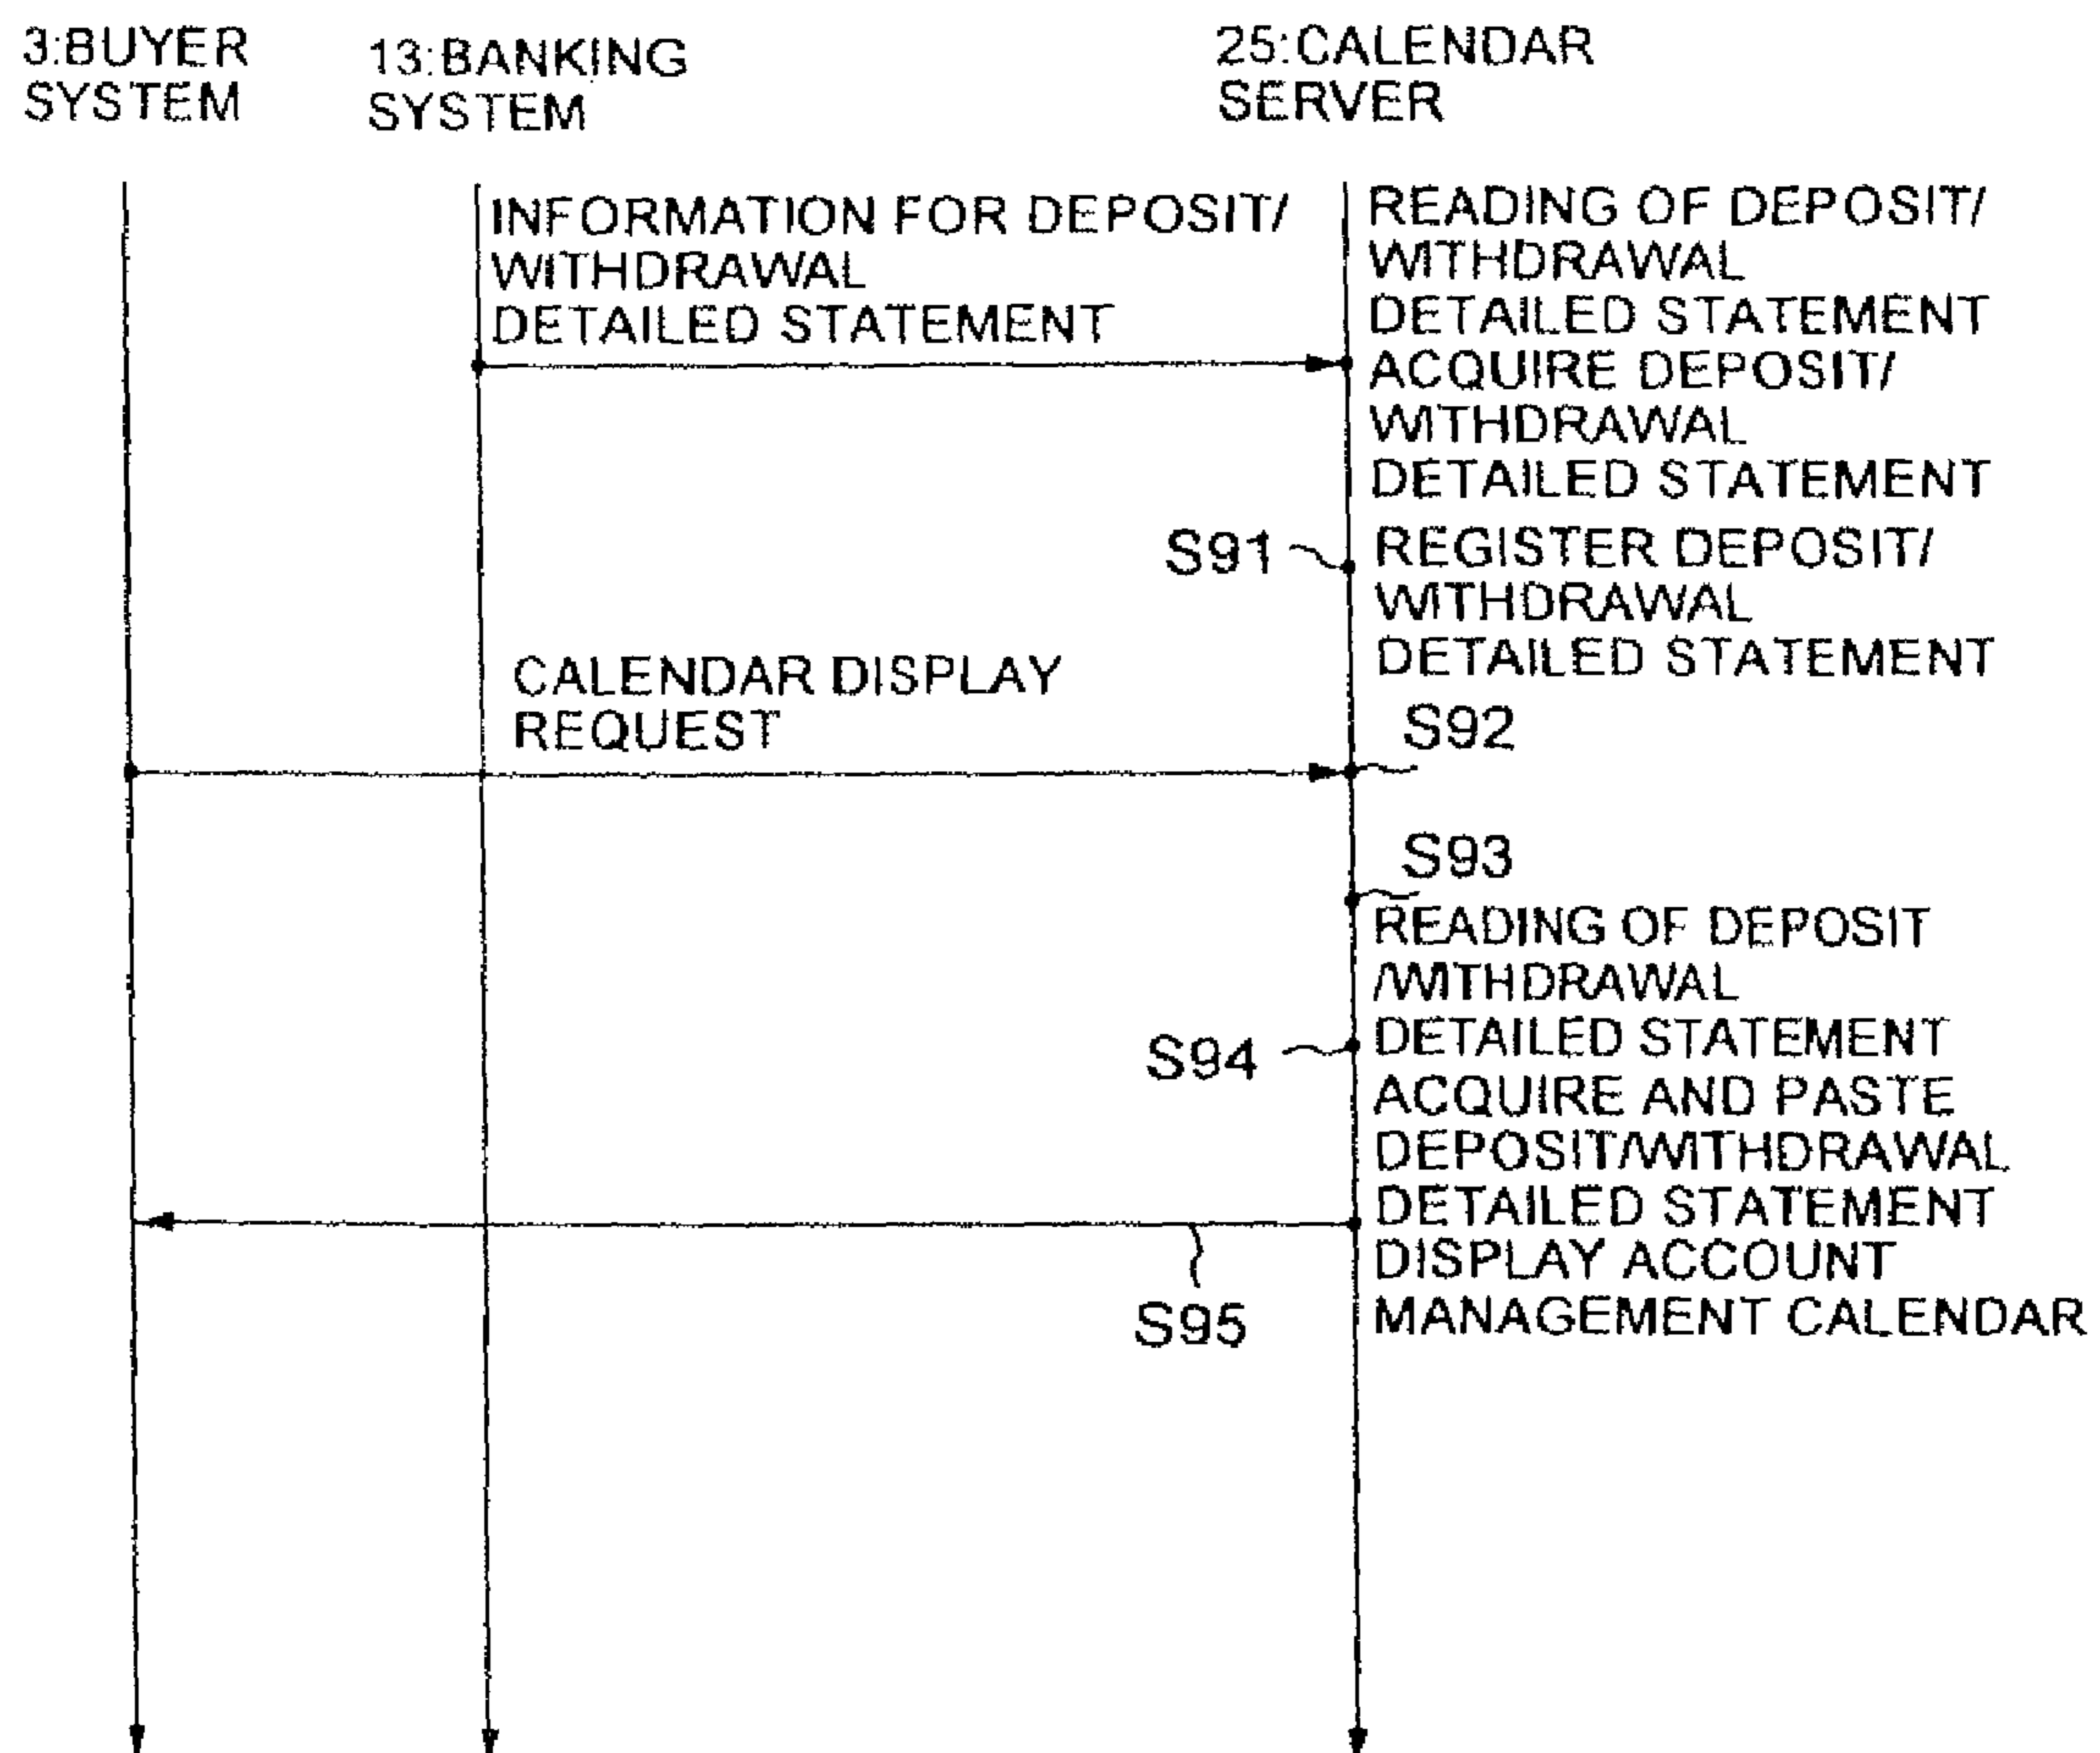 3:BUYER
SYSTEM
13:BANKING
SYSTEM
25:CALENDAR
SERVER
INFORMATION FOR DEPOSIT/
WITHDRAWAL
DETAILED STATEMENT
READING OF DEPOSIT/
WITHDRAWAL
DETAILED STATEMENT
ACQUIRE DEPOSIT/
WITHDRAWAL
DETAILED STATEMENT
S91
REGISTER DEPOSIT/
WITHDRAWAL
DETAILED STATEMENT
CALENDAR DISPLAY
REQUEST
S92
S93
READING OF DEPOSIT
/WITHDRAWAL
DETAILED STATEMENT
S94
ACQUIRE AND PASTE
DEPOSIT/WITHDRAWAL
DETAILED STATEMENT
DISPLAY ACCOUNT
MANAGEMENT CALENDAR
S95